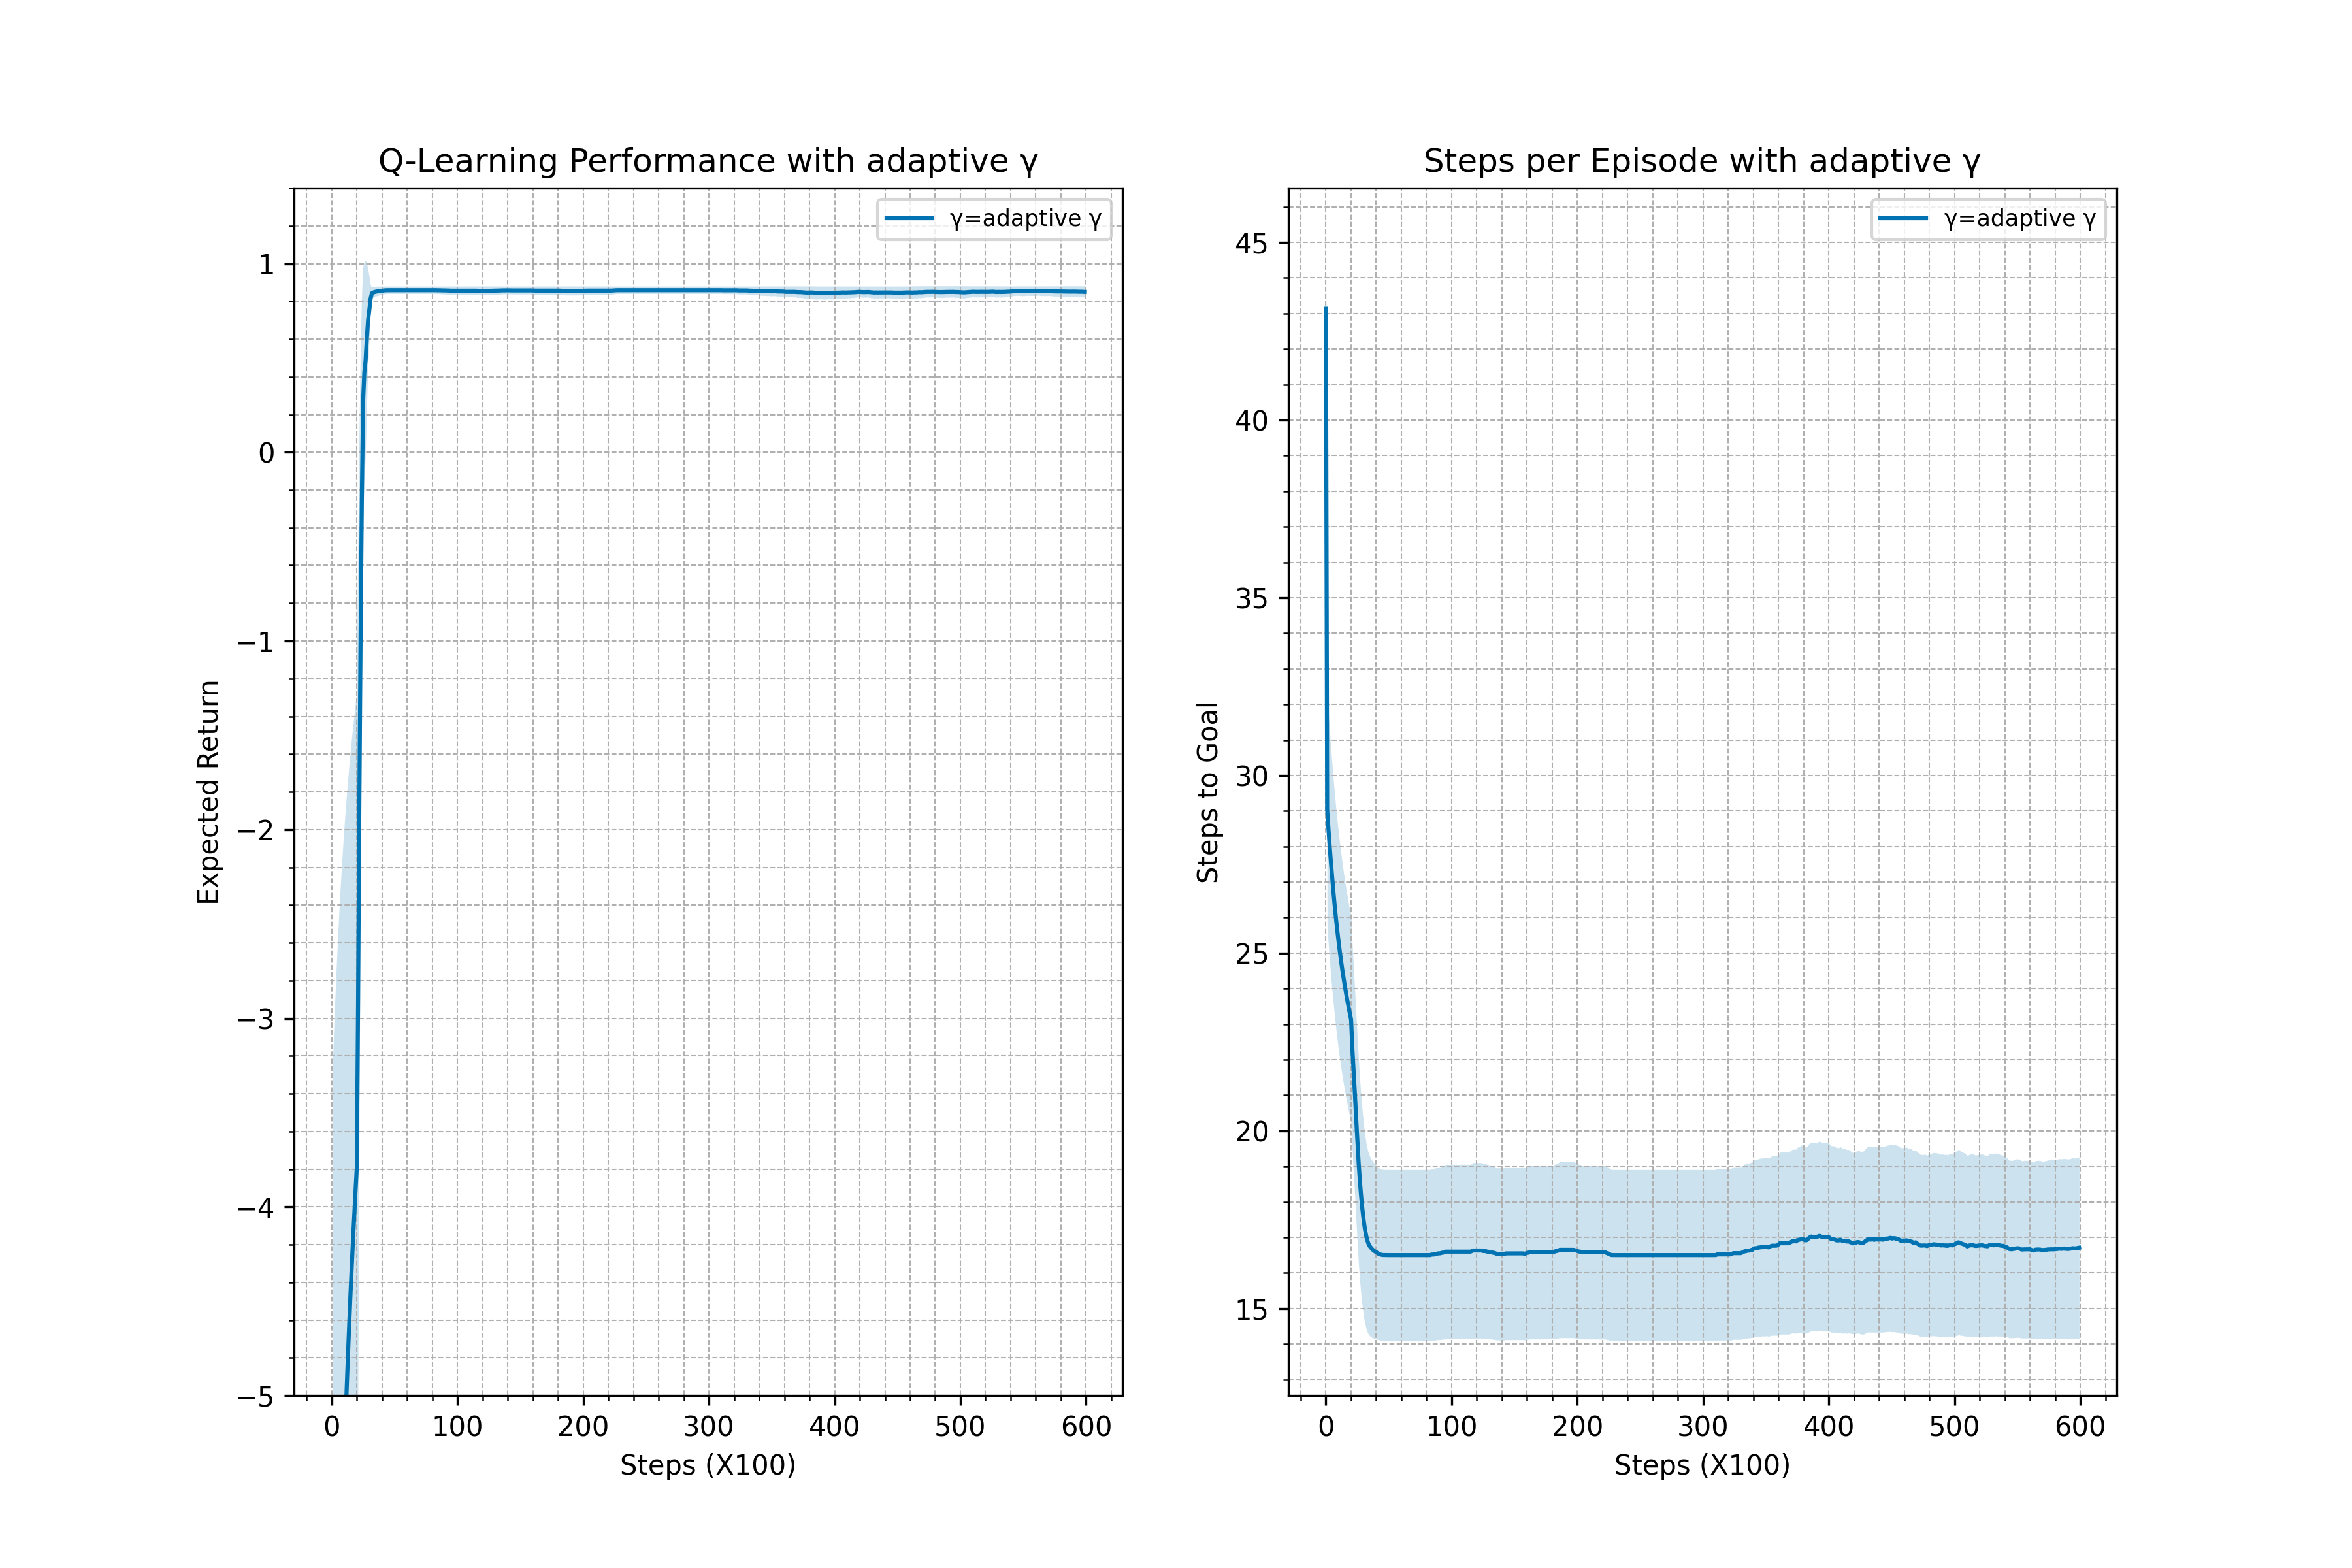 Q-Learning Performance with adaptive γ
γ=adaptive γ
1
0
−1
−2
−3
−4
−5
Expected Return
0 100 200 300 400 500 600
Steps (X100)
Steps per Episode with adaptive γ
γ=adaptive γ
45
40
35
30
25
20
15
Steps to Goal
0 100 200 300 400 500 600
Steps (X100)